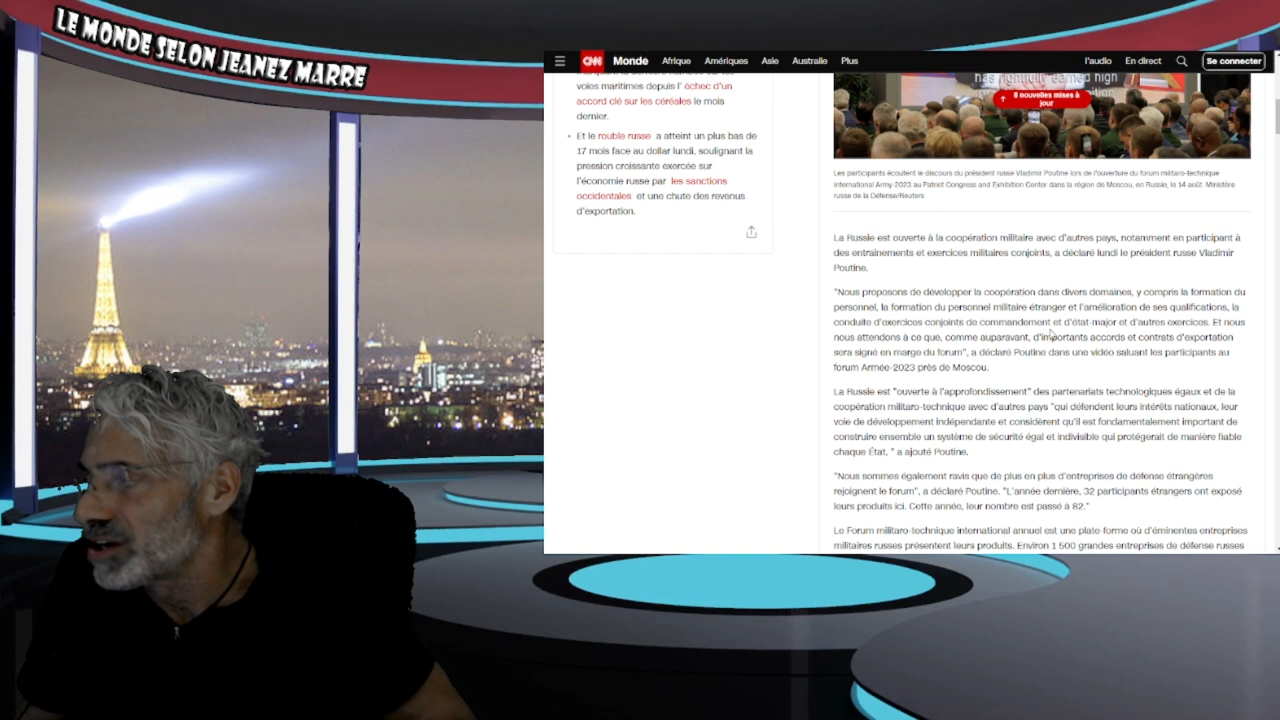 LE MONDE SELON JEANEZ MARRE
CNN Monde Afrique Amériques Asie Australie Plus l'audio En direct Se connecter
voies maritimes depuis l' échec d'un
accord clé sur les céréales le mois
dernier.
Et le rouble russe a atteint un plus bas de
17 mois face au dollar lundi, soulignant la
pression croissante exercée sur
l'économie russe par les sanctions
occidentales et une chute des revenus
d'exportation.
has rightfully earned high
8 nouvelles mises à
jour
Les participants écoutent le discours du président russe Vladimir Poutine lors de l'ouverture du forum militaro-technique
international Army-2023 au Patriot Congress and Exhibition Center dans la région de Moscou, en Russie, le 14 août. Ministère
russe de la Défense/Reuters
La Russie est ouverte à la coopération militaire avec d'autres pays, notamment en participant à
des entraînements et exercices militaires conjoints, a déclaré lundi le président russe Vladimir
Poutine.
"Nous proposons de développer la coopération dans divers domaines, y compris la formation du
personnel, la formation du personnel militaire étranger et l'amélioration de ses qualifications, la
conduite d'exercices conjoints de commandement et d'état-major et d'autres exercices. Et nous
nous attendons à ce que, comme auparavant, d'importants accords et contrats d'exportation
sera signé en marge du forum", a déclaré Poutine dans une vidéo saluant les participants au
forum Armée-2023 près de Moscou.
La Russie est "ouverte à l'approfondissement" des partenariats technologiques égaux et de la
coopération militaro-technique avec d'autres pays "qui défendent leurs intérêts nationaux, leur
voie de développement indépendante et considèrent qu'il est fondamentalement important de
construire ensemble un système de sécurité égal et indivisible qui protégerait de manière fiable
chaque État, " a ajouté Poutine.
"Nous sommes également ravis que de plus en plus d'entreprises de défense étrangères
rejoignent le forum", a déclaré Poutine. "L'année dernière, 32 participants étrangers ont exposé
leurs produits ici. Cette année, leur nombre est passé à 82."
Le Forum militaro-technique international annuel est une plate-forme où d'éminentes entreprises
militaires russes présentent leurs produits. Environ 1 500 grandes entreprises de défense russes